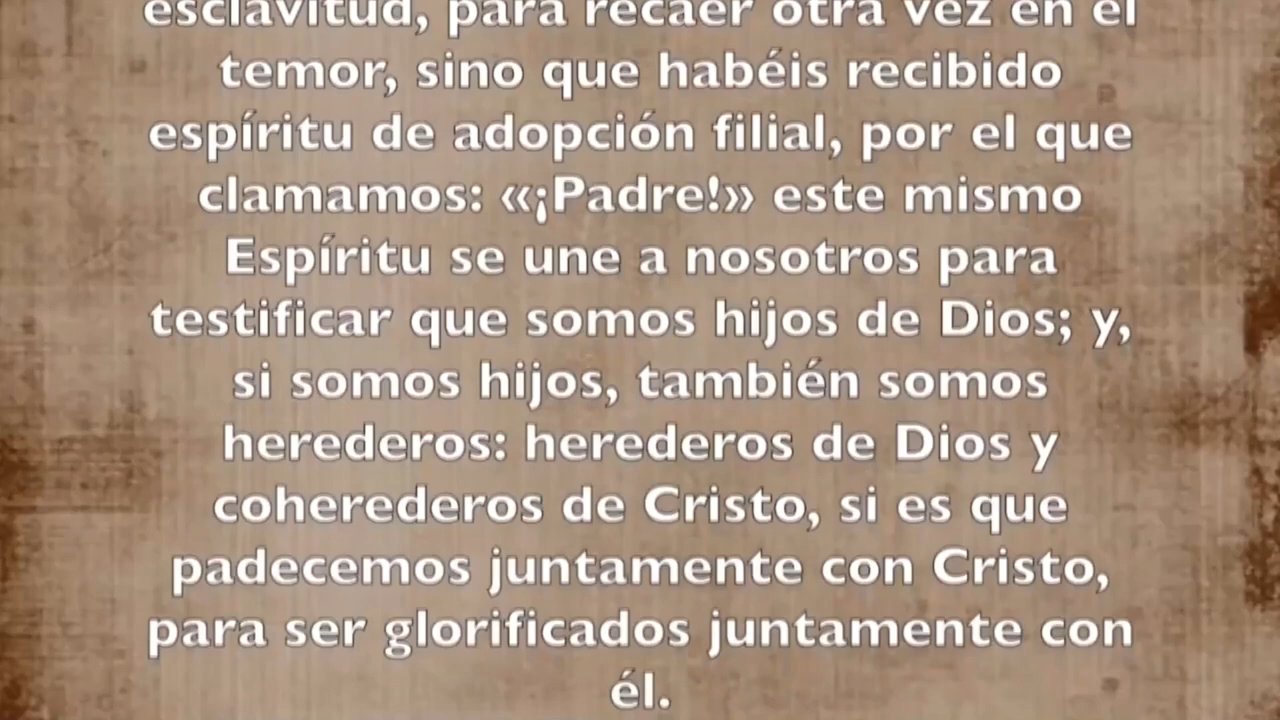 esclavitud, para recaer otra vez en el
temor, sino que habéis recibido
espíritu de adopción filial, por el que
clamamos: «¡Padre!» este mismo
Espíritu se une a nosotros para
testificar que somos hijos de Dios; y,
si somos hijos, también somos
herederos: herederos de Dios y
coherederos de Cristo, si es que
padecemos juntamente con Cristo,
para ser glorificados juntamente con
él.